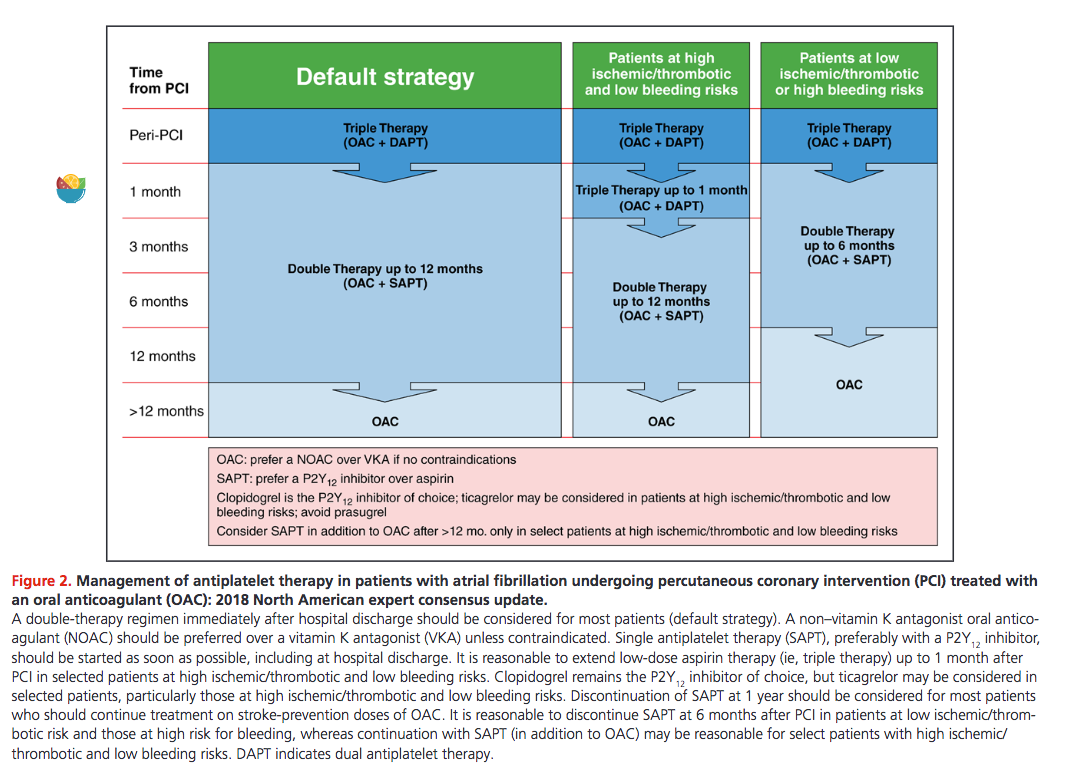 Time
from PCI
Default strategy
Patients at high
ischemic/thrombotic
and low bleeding risks
Patients at low
ischemic/thrombotic
or high bleeding risks
Peri-PCI
Triple Therapy
(OAC + DAPT)
Triple Therapy
(OAC + DAPT)
Triple Therapy
(OAC + DAPT)
1 month
Triple Therapy up to 1 month
(OAC + DAPT)
3 months
Double Therapy
up to 6 months
(OAC + SAPT)
Double Therapy up to 12 months
(OAC + SAPT)
6 months
Double Therapy
up to 12 months
(OAC + SAPT)
12 months
OAC
>12 months
OAC
OAC
OAC: prefer a NOAC over VKA if no contraindications
SAPT: prefer a P2Y12 inhibitor over aspirin
Clopidogrel is the P2Y12 inhibitor of choice; ticagrelor may be considered in patients at high ischemic/thrombotic and low
bleeding risks; avoid prasugrel
Consider SAPT in addition to OAC after >12 mo. only in select patients at high ischemic/thrombotic and low bleeding risks
Figure 2. Management of antiplatelet therapy in patients with atrial fibrillation undergoing percutaneous coronary intervention (PCI) treated with
an oral anticoagulant (OAC): 2018 North American expert consensus update.
A double-therapy regimen immediately after hospital discharge should be considered for most patients (default strategy). A non–vitamin K antagonist oral antico-
agulant (NOAC) should be preferred over a vitamin K antagonist (VKA) unless contraindicated. Single antiplatelet therapy (SAPT), preferably with a P2Y12 inhibitor,
should be started as soon as possible, including at hospital discharge. It is reasonable to extend low-dose aspirin therapy (ie, triple therapy) up to 1 month after
PCI in selected patients at high ischemic/thrombotic and low bleeding risks. Clopidogrel remains the P2Y12 inhibitor of choice, but ticagrelor may be considered in
selected patients, particularly those at high ischemic/thrombotic and low bleeding risks. Discontinuation of SAPT at 1 year should be considered for most patients
who should continue treatment on stroke-prevention doses of OAC. It is reasonable to discontinue SAPT at 6 months after PCI in patients at low ischemic/throm-
botic risk and those at high risk for bleeding, whereas continuation with SAPT (in addition to OAC) may be reasonable for select patients with high ischemic/
thrombotic and low bleeding risks. DAPT indicates dual antiplatelet therapy.